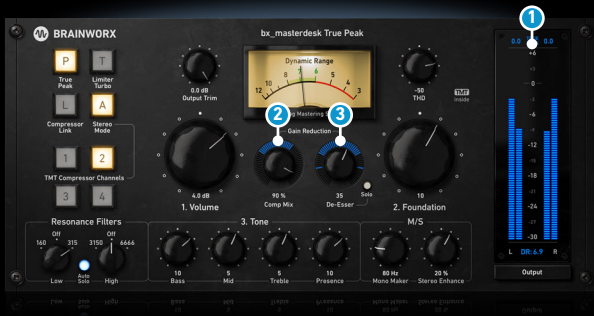 BRAINWORX
bx_masterdesk True Peak
1
0.0 0.0
+6
0
-6
-12
-18
-24
-30
L DR: 6.9 R
Output
P T
True Peak
Limiter Turbo
L A
Compressor Link
Stereo Mode
1 2
TMT Compressor Channels
3 4
0.0 dB
Output Trim
Dynamic Range
12 10 8 7 6 5 4 3
-50
THD
TMT
inside
2 3
Gain Reduction
4.0 dB
1. Volume
90 %
Comp Mix
35
De-Esser
Solo
10
2. Foundation
Resonance Filters
Off Off
160 315 3150 6666
Low
Auto Solo
High
3. Tone
10
Bass
5
Mid
5
Treble
10
Presence
M/S
80 Hz
Mono Maker
20 %
Stereo Enhance